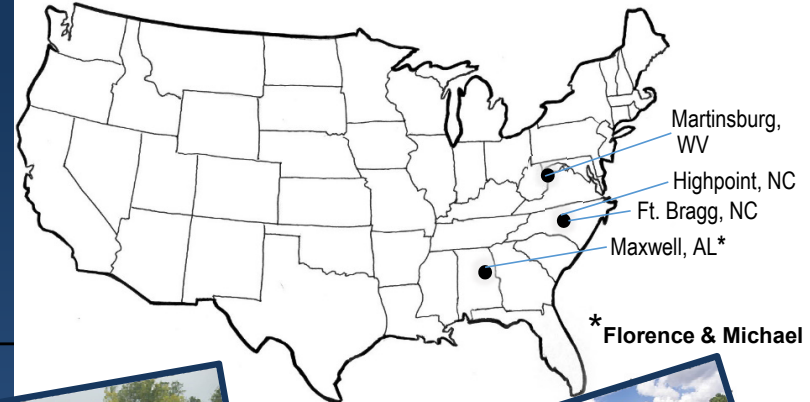 Martinsburg,
WV
Highpoint, NC
Ft. Bragg, NC
Maxwell, AL*
*Florence & Michael